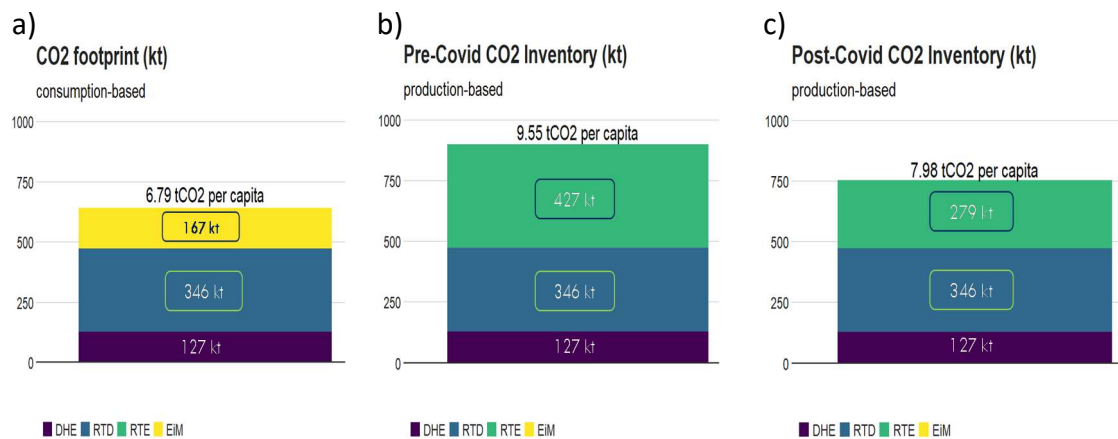 a)
CO2 footprint (kt)
consumption-based
1000
750
500
250
0
6.79 tCO2 per capita
167 kt
346 kt
127 kt
DHE RTD RTE EiM
b)
Pre-Covid CO2 Inventory (kt)
production-based
1000
750
500
250
0
9.55 tCO2 per capita
427 kt
346 kt
127 kt
DHE RTD RTE EiM
c)
Post-Covid CO2 Inventory (kt)
production-based
1000
750
500
250
0
7.98 tCO2 per capita
279 kt
346 kt
127 kt
DHE RTD RTE EiM